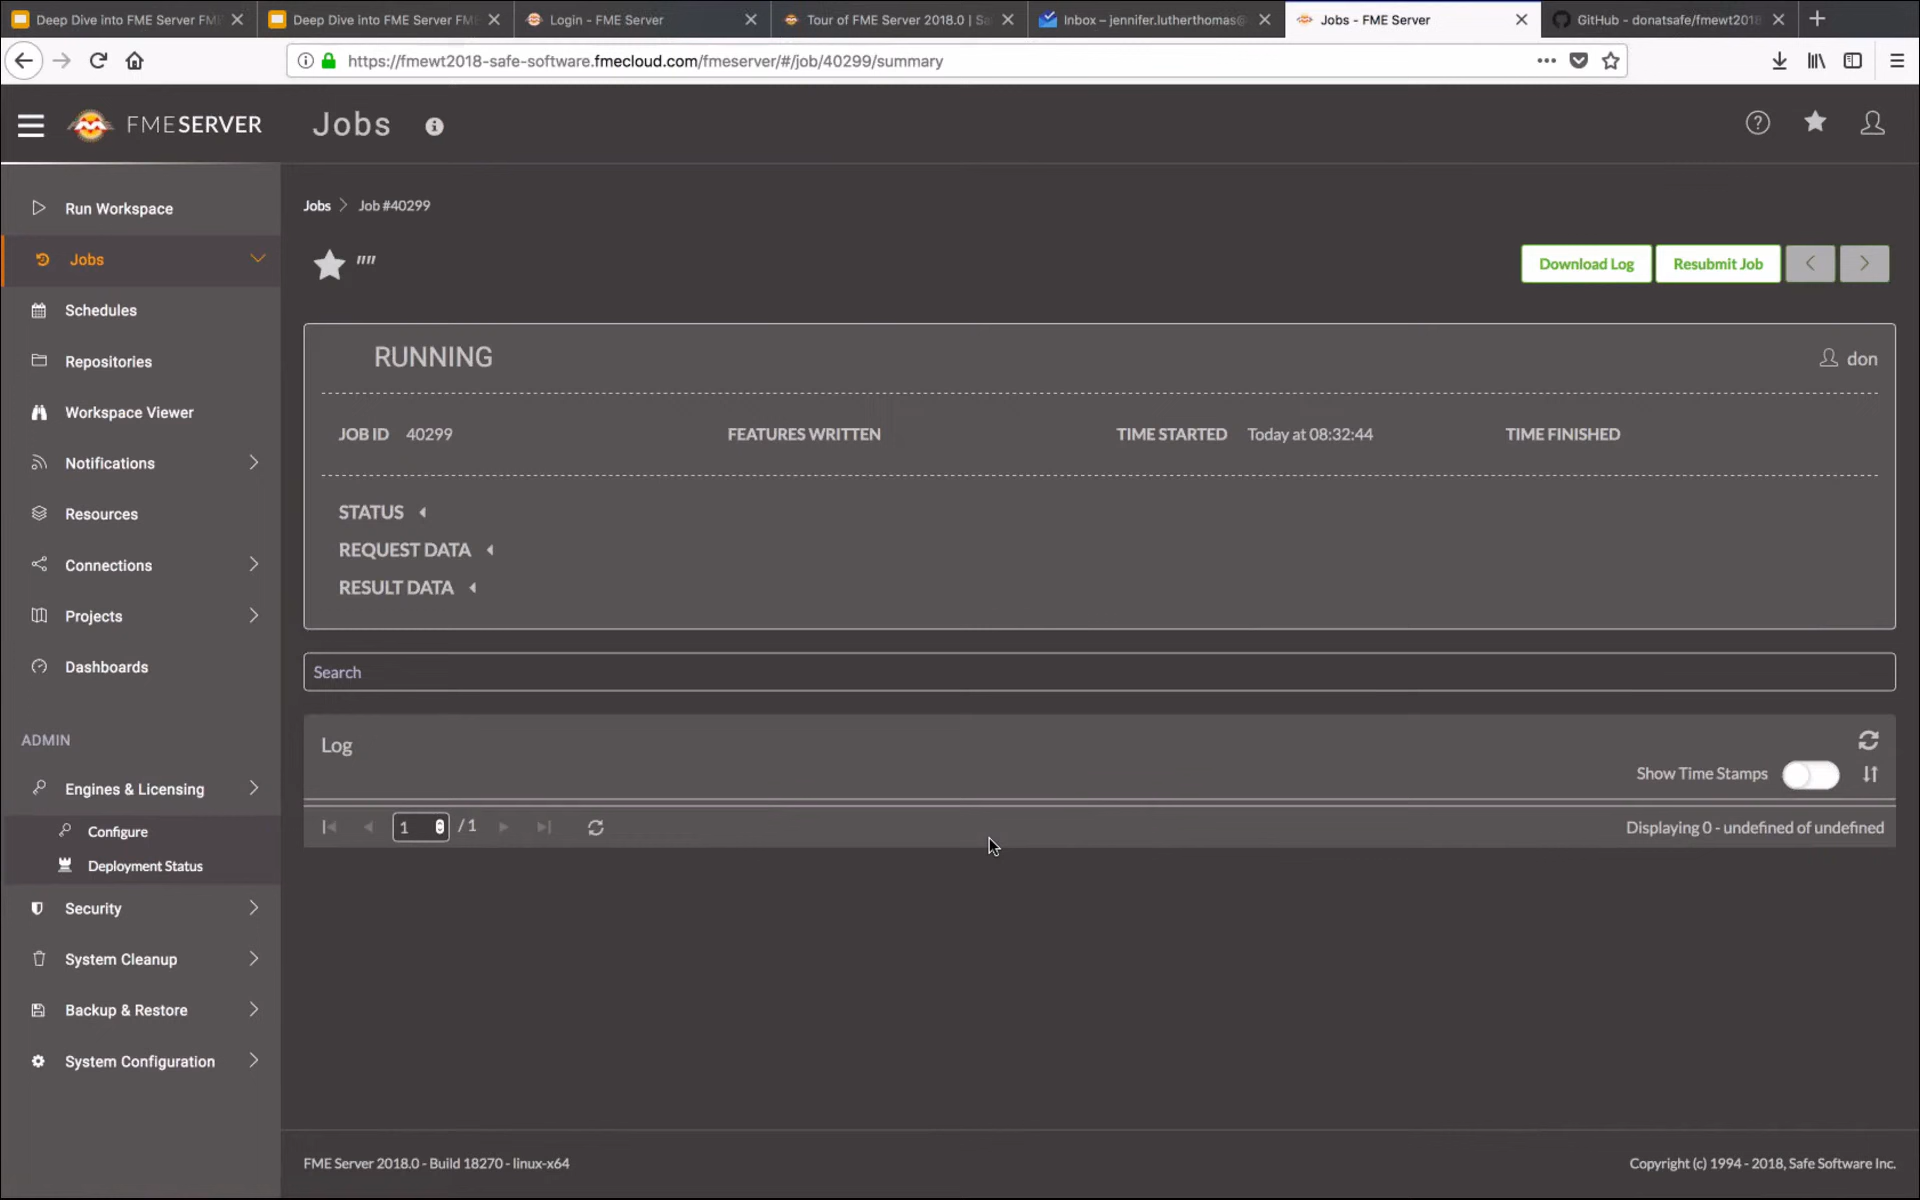 Deep Dive into FME Server FME
Deep Dive into FME Server FME
Login - FME Server
Tour of FME Server 2018.0 | Sa
Inbox – jennifer.lutherthomas@
Jobs - FME Server
GitHub - donatsafe/fmewt2018
https://fmewt2018-safe-software.fmecloud.com/fmeserver/#/job/40299/summary
FMESERVER
Jobs
Run Workspace
Jobs
Schedules
Repositories
Workspace Viewer
Notifications
Resources
Connections
Projects
Dashboards
ADMIN
Engines & Licensing
Configure
Deployment Status
Security
System Cleanup
Backup & Restore
System Configuration
Jobs > Job #40299
""
Download Log
Resubmit Job
RUNNING
don
JOB ID 40299
FEATURES WRITTEN
TIME STARTED Today at 08:32:44
TIME FINISHED
STATUS
REQUEST DATA
RESULT DATA
Search
Log
Show Time Stamps
1 / 1
Displaying 0 - undefined of undefined
FME Server 2018.0 - Build 18270 - linux-x64
Copyright (c) 1994 - 2018, Safe Software Inc.